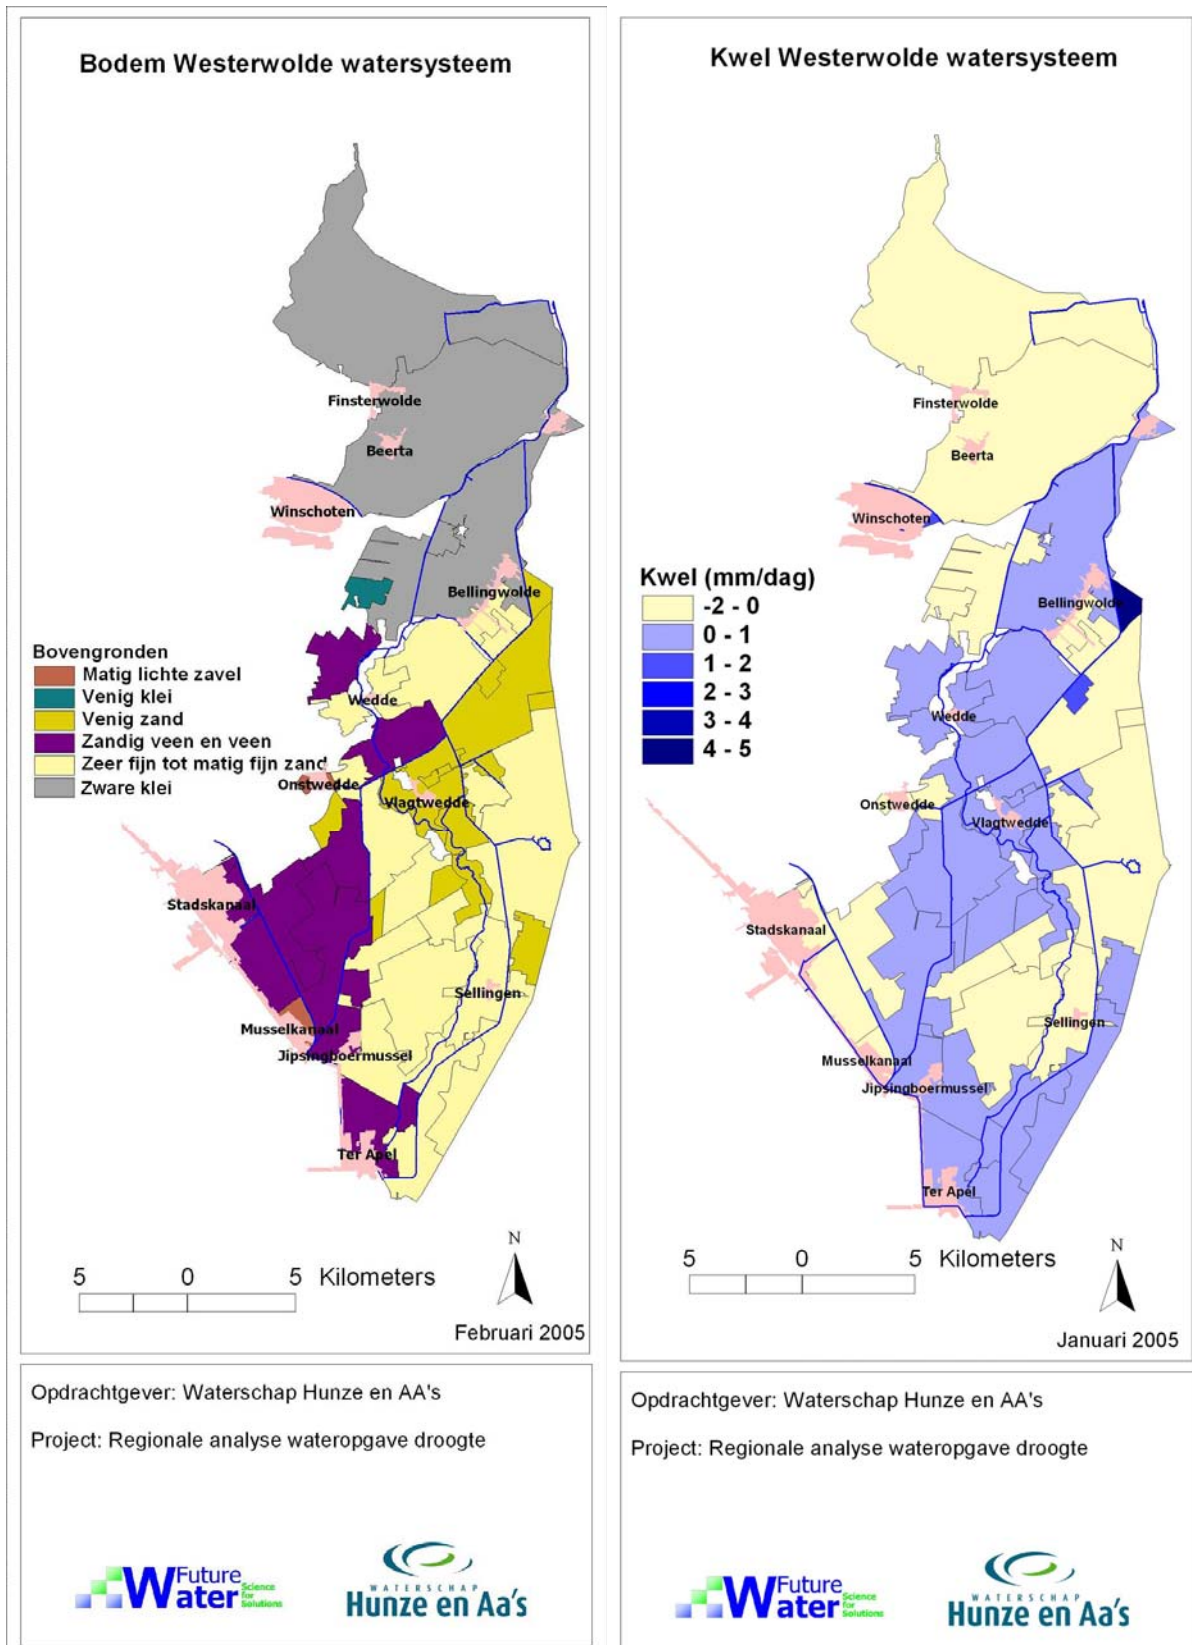 Bodem Westerwolde watersysteem
Finsterwolde
Beerta
Winschoten
Bellingwolde
Bovengronden
Matig lichte zavel
Venig klei
Venig zand
Zandig veen en veen
Zeer fijn tot matig fijn zand
Zware klei
Wedde
Onstwedde
Vlagtwedde
Stadskanaal
Sellingen
Musselkanaal
Jipsingboermussel
Ter Apel
N
5 0 5 Kilometers
Februari 2005
Opdrachtgever: Waterschap Hunze en AA's
Project: Regionale analyse wateropgave droogte
Future
Water
Science
for
Solutions
WATERSCHAP
Hunze en Aa's
Kwel Westerwolde watersysteem
Finsterwolde
Beerta
Winschoten
Kwel (mm/dag)
-2 - 0
0 - 1
1 - 2
2 - 3
3 - 4
4 - 5
Bellingwolde
Wedde
Onstwedde
Vlagtwedde
Stadskanaal
Sellingen
Musselkanaal
Jipsingboermussel
Ter Apel
N
5 0 5 Kilometers
Januari 2005
Opdrachtgever: Waterschap Hunze en AA's
Project: Regionale analyse wateropgave droogte
Future
Water
Science
for
Solutions
WATERSCHAP
Hunze en Aa's